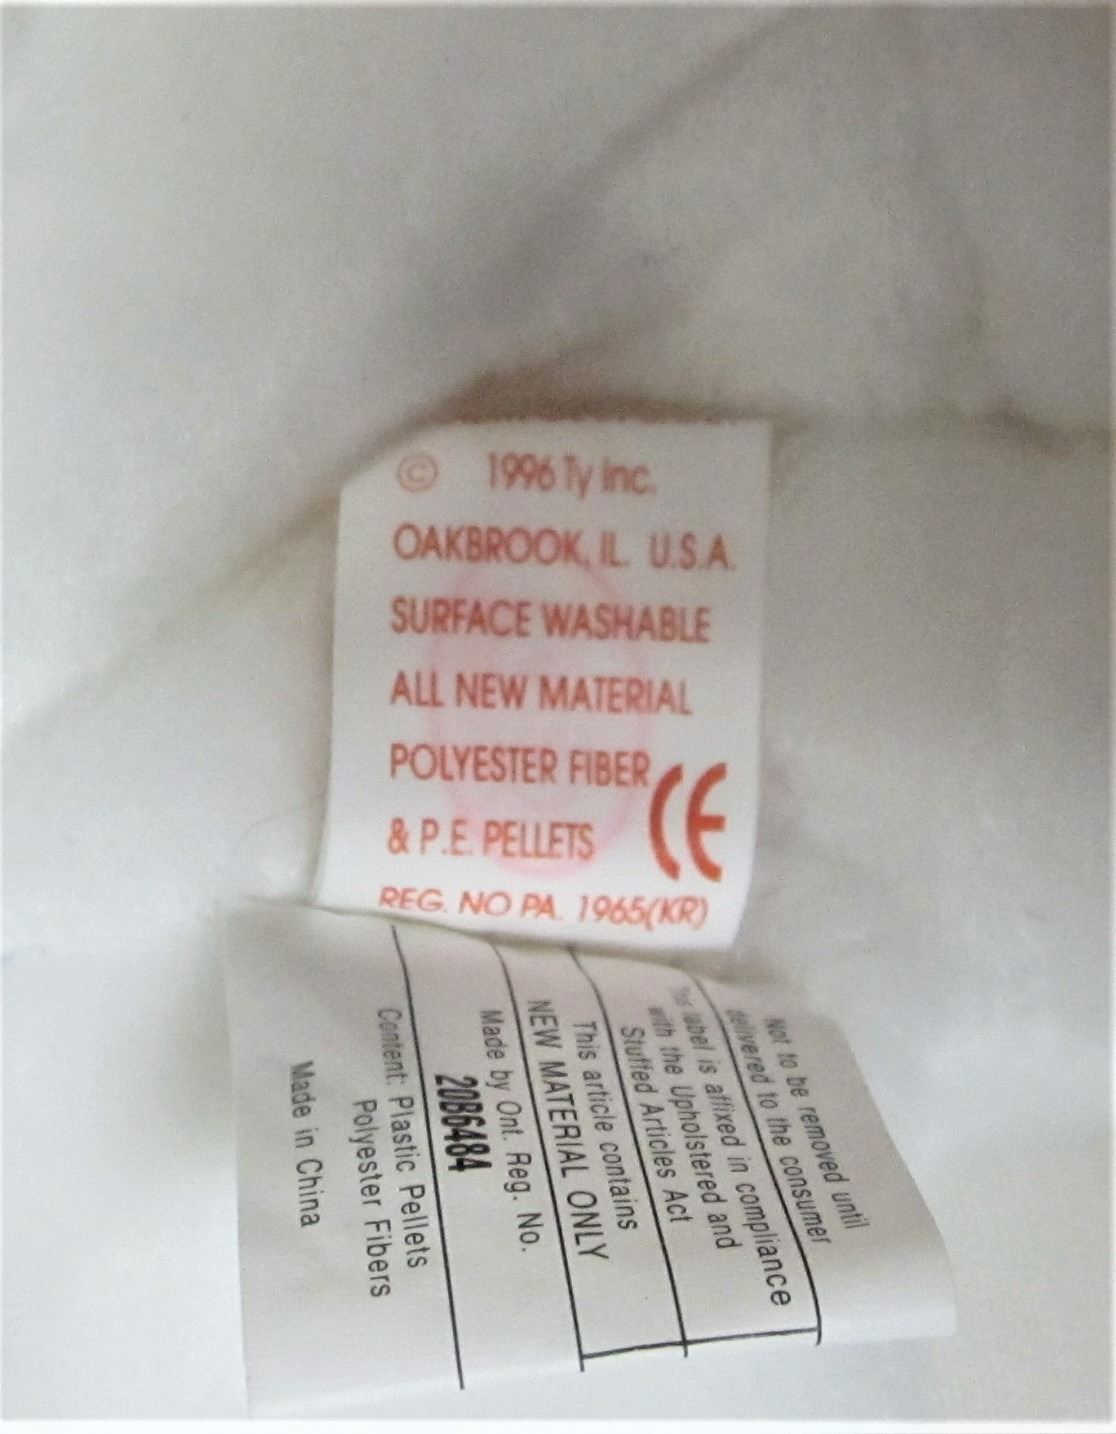 © 1996 Ty Inc.
OAKBROOK, IL. U.S.A.
SURFACE WASHABLE
ALL NEW MATERIAL
POLYESTER FIBER
& P.E. PELLETS
CE
REG. NO PA. 1965(KR)
Not to be removed until
delivered to the consumer
This label is affixed in compliance
with the Upholstered and
Stuffed Articles Act
This article contains
NEW MATERIAL ONLY
Made by Ont. Reg. No.
20B6484
Content: Plastic Pellets
Polyester Fibers
Made in China